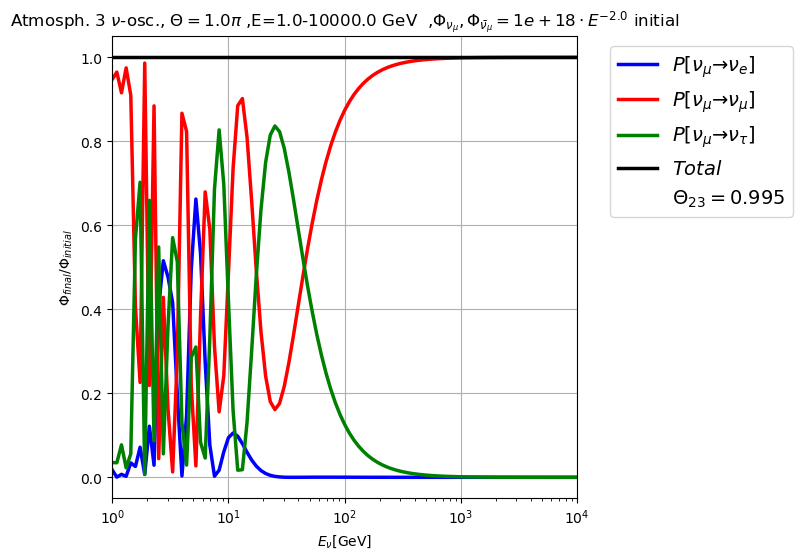 Atmosph. 3 ν-osc., Θ = 1.0π ,E=1.0-10000.0 GeV ,Φ_{ν_μ}, Φ_{ν̄_μ} = 1e + 18 · E^{−2.0} initial
P[ν_μ→ν_e]
P[ν_μ→ν_μ]
P[ν_μ→ν_τ]
Total
Θ_{23} = 0.995
1.0
0.8
0.6
0.4
0.2
0.0
Φ_{final}/Φ_{initial}
10^0
10^1
10^2
10^3
10^4
E_ν[GeV]